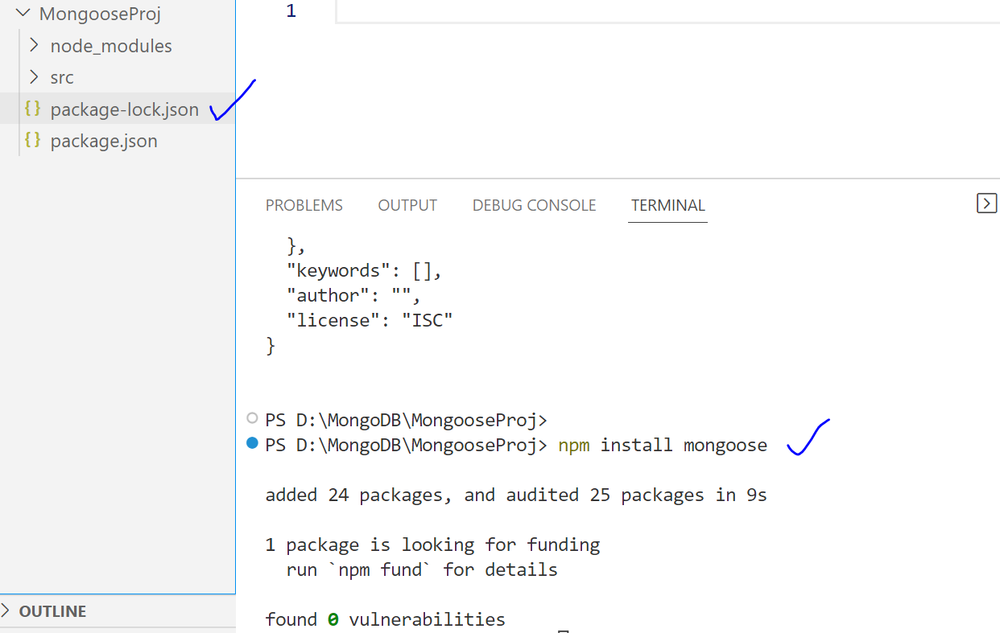 MongooseProj
node_modules
src
{} package-lock.json
{} package.json
OUTLINE
1
PROBLEMS OUTPUT DEBUG CONSOLE TERMINAL
},
"keywords": [],
"author": "",
"license": "ISC"
}
PS D:\MongoDB\MongooseProj>
PS D:\MongoDB\MongooseProj> npm install mongoose
added 24 packages, and audited 25 packages in 9s
1 package is looking for funding
run `npm fund` for details
found 0 vulnerabilities